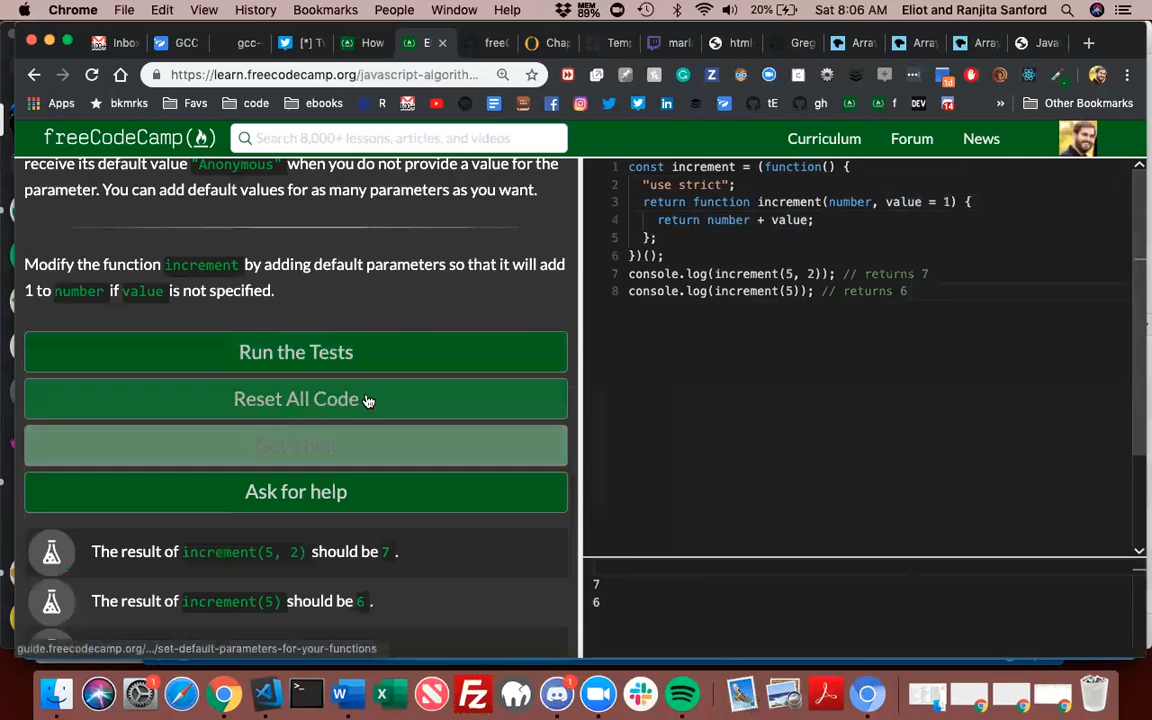 Chrome File Edit View History Bookmarks People Window Help MEM 89% 20% Sat 8:06 AM Eliot and Ranjita Sanford
Inbo GCC gcc- [*] Tw How E freeC Chap Temp marl html Greg Array Array Array Java
https://learn.freecodecamp.org/javascript-algorith...
Apps bkmrks Favs code ebooks R tE gh DEV Other Bookmarks
freeCodeCamp Search 8,000+ lessons, articles, and videos Curriculum Forum News
receive its default value "Anonymous" when you do not provide a value for the
parameter. You can add default values for as many parameters as you want.
Modify the function increment by adding default parameters so that it will add
1 to number if value is not specified.
Run the Tests
Reset All Code
Get a hint
Ask for help
The result of increment(5, 2) should be 7 .
The result of increment(5) should be 6 .
guide.freecodecamp.org/.../set-default-parameters-for-your-functions
1 const increment = (function() {
2 "use strict";
3 return function increment(number, value = 1) {
4 return number + value;
5 };
6 })();
7 console.log(increment(5, 2)); // returns 7
8 console.log(increment(5)); // returns 6
7
6